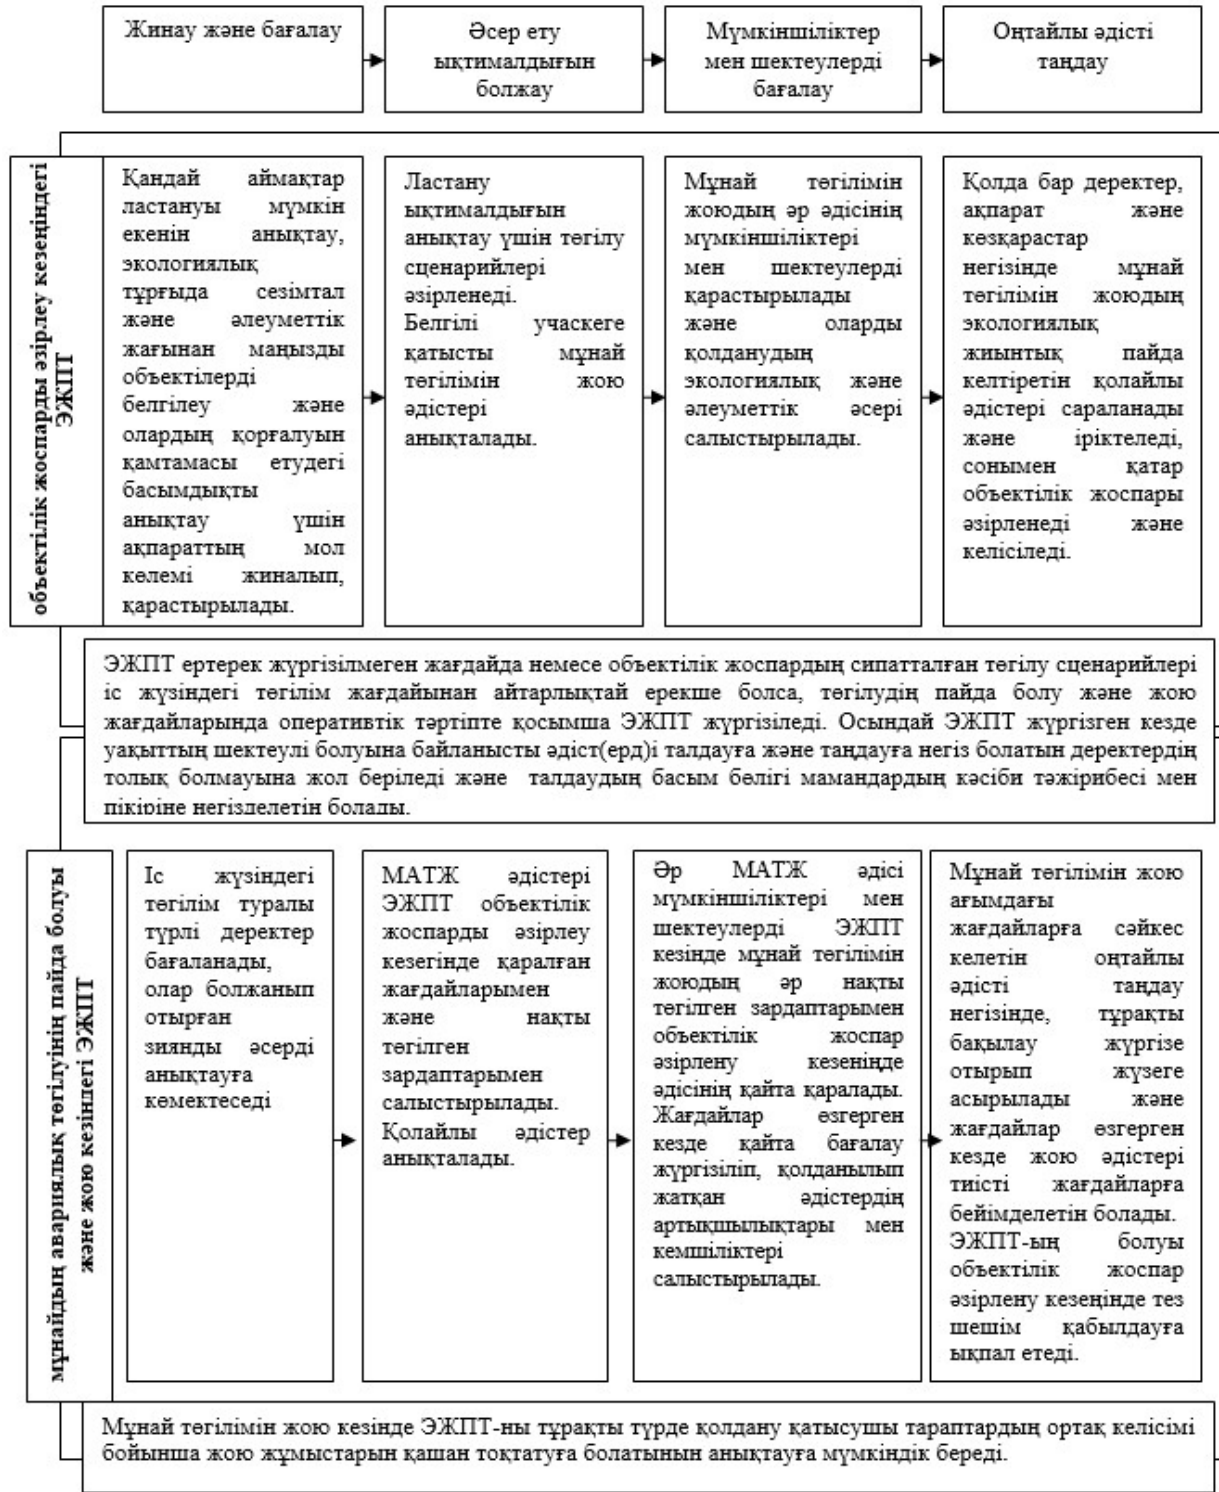 Жинау және бағалау
Әсер ету
ықтималдығын
болжау
Мүмкіншіліктер
мен шектеулерді
бағалау
Оңтайлы әдісті
таңдау
объектілік жоспарды әзірлеу кезеңіндегі
ЭЖПТ
Қандай аймақтар
ластануы мүмкін
екенін анықтау,
экологиялық
тұрғыда сезімтал
және әлеуметтік
жағынан маңызды
объектілерді
белгілеу және
олардың қорғалуын
қамтамасы етудегі
басымдықты
анықтау үшін
ақпараттың мол
көлемі жиналып,
қарастырылады.
Ластану
ықтималдығын
анықтау үшін төгілу
сценарийлері
әзірленеді.
Белгілі учаскеге
қатысты мұнай
төгілімін жою
әдістері
анықталады.
Мұнай төгілімін
жоюдың әр әдісінің
мүмкіншіліктері
мен шектеулерді
қарастырылады
және оларды
қолданудың
экологиялық және
әлеуметтік әсері
салыстырылады.
Қолда бар деректер,
ақпарат және
көзқарастар
негізінде мұнай
төгілімін жоюдың
экологиялық
жиынтық пайда
келтіретін қолайлы
әдістері сараланады
және іріктеледі,
сонымен қатар
объектілік жоспары
әзірленеді және
келісіледі.
ЭЖПТ ертерек жүргізілмеген жағдайда немесе объектілік жоспардың сипатталған төгілу сценарийлері
іс жүзіндегі төгілім жағдайынан айтарлықтай ерекше болса, төгілудің пайда болу және жою
жағдайларында оперативтік тәртіпте қосымша ЭЖПТ жүргізіледі. Осындай ЭЖПТ жүргізген кезде
уақыттың шектеулі болуына байланысты әдіст(ерд)і талдауға және таңдауға негіз болатын деректердің
толық болмауына жол беріледі және талдаудың басым бөлігі мамандардың кәсіби тәжірибесі мен
пікіріне негізделетін болады.
мұнайдың авариялық төгілуінің пайда болуы
және жою кезіндегі ЭЖПТ
Іс жүзіндегі
төгілім туралы
түрлі деректер
бағаланады,
олар болжанып
отырған
зиянды әсерді
анықтауға
көмектеседі
МАТЖ әдістері
ЭЖПТ объектілік
жоспарды әзірлеу
кезегінде қаралған
жағдайларымен
және нақты
төгілген
зардаптарымен
салыстырылады.
Қолайлы әдістер
анықталады.
Әр МАТЖ әдісі
мүмкіншіліктері мен
шектеулерді ЭЖПТ
кезінде мұнай төгілімін
жоюдың әр нақты
төгілген зардаптарымен
объектілік жоспар
әзірлену кезеңінде
әдісінің қайта қаралады.
Жағдайлар өзгерген
кезде қайта бағалау
жүргізіліп, қолданылып
жатқан әдістердің
артықшылықтары мен
кемшіліктері
салыстырылады.
Мұнай төгілімін жою
ағымдағы
жағдайларға сәйкес
келетін оңтайлы
әдісті таңдау
негізінде, тұрақты
бақылау жүргізе
отырып жүзеге
асырылады және
жағдайлар өзгерген
кезде жою әдістері
тиісті жағдайларға
бейімделетін болады.
ЭЖПТ-ың болуы
объектілік жоспар
әзірлену кезеңінде тез
шешім қабылдауға
ықпал етеді.
Мұнай төгілімін жою кезінде ЭЖПТ-ны тұрақты түрде қолдану қатысушы тараптардың ортақ келісімі
бойынша жою жұмыстарын қашан тоқтатуға болатынын анықтауға мүмкіндік береді.